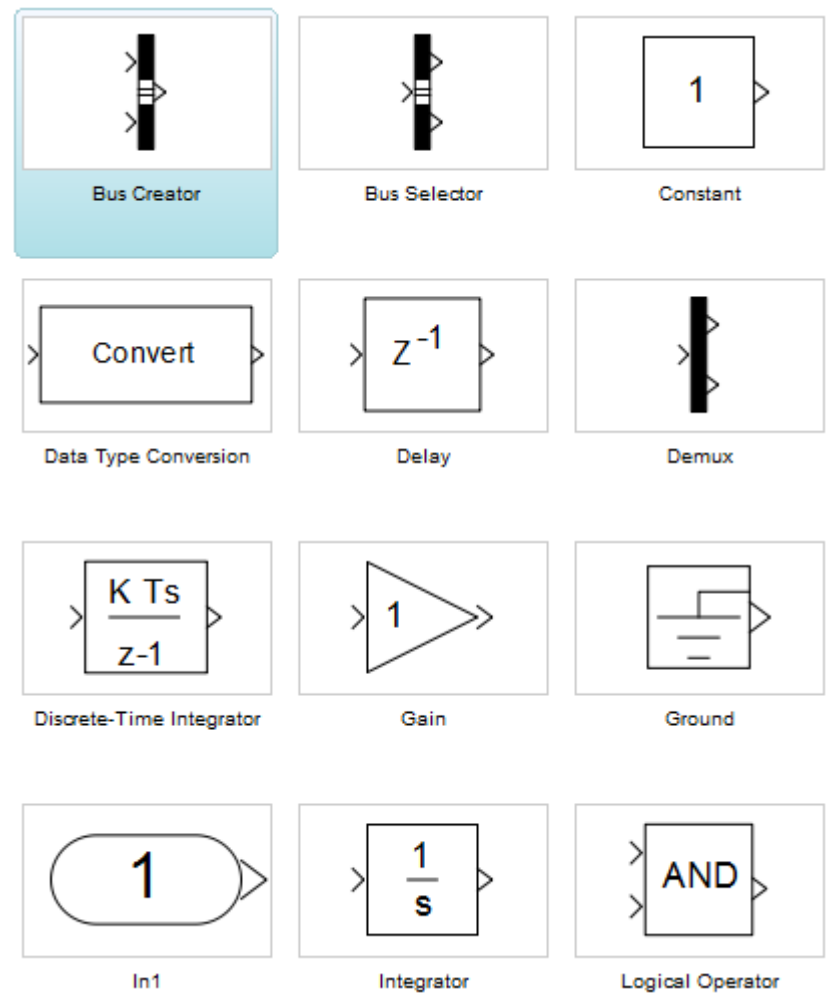 1
Bus Creator Bus Selector Constant
Convert Z-1
Data Type Conversion Delay Demux
K Ts
z-1
1
Discrete-Time Integrator Gain Ground
1
1
s
AND
In1 Integrator Logical Operator